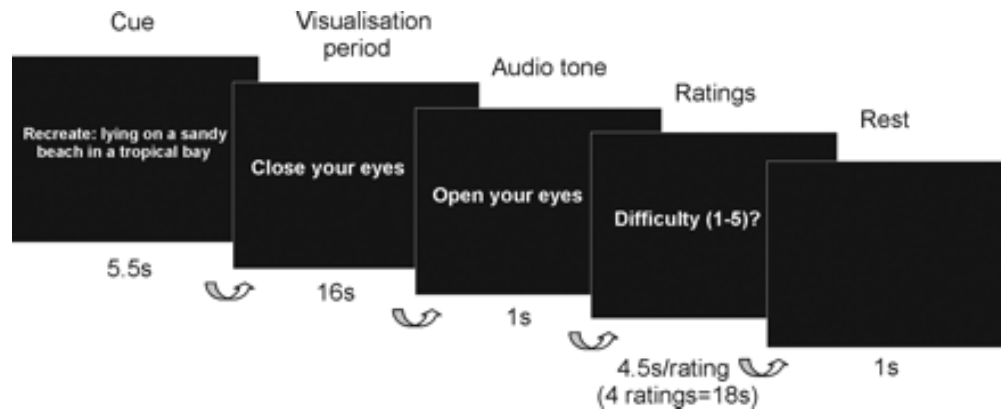 Cue
Visualisation
period
Audio tone
Ratings
Rest
Recreate: lying on a sandy
beach in a tropical bay
Close your eyes
Open your eyes
Difficulty (1-5)?
5.5s
16s
1s
4.5s/rating
(4 ratings=18s)
1s